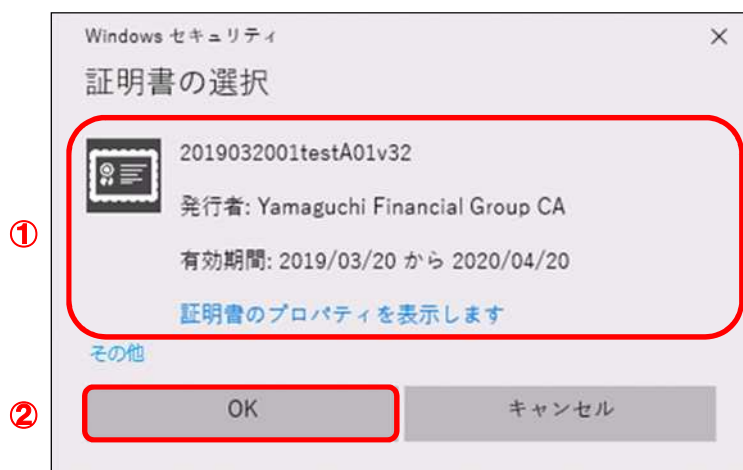 Windows セキュリティ
証明書の選択
①
2019032001testA01v32
発行者: Yamaguchi Financial Group CA
有効期間: 2019/03/20 から 2020/04/20
証明書のプロパティを表示します
その他
②
OK
キャンセル